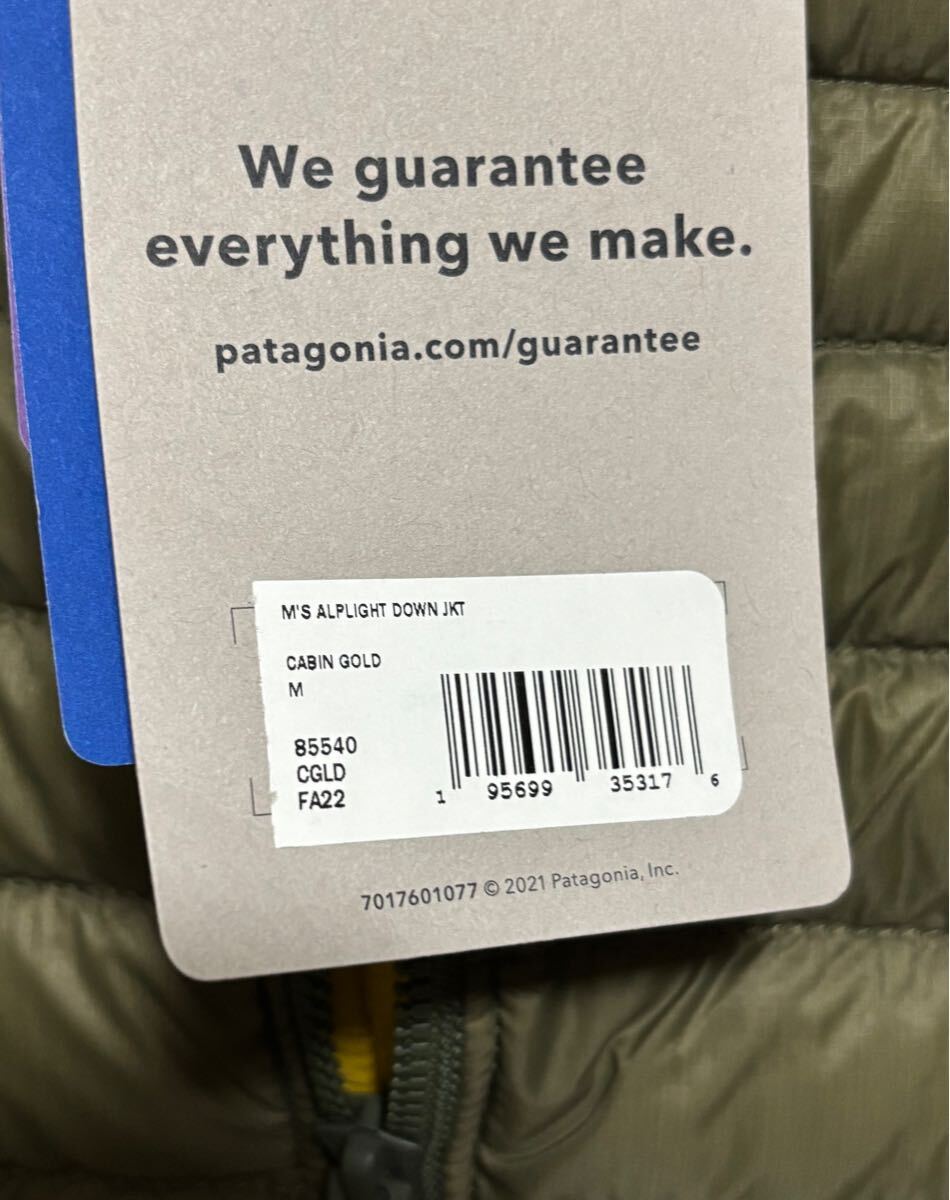 We guarantee
everything we make.
patagonia.com/guarantee
M'S ALPLIGHT DOWN JKT
CABIN GOLD
M
85540
CGLD
FA22
1 95699 35317 6
7017601077 © 2021 Patagonia, Inc.